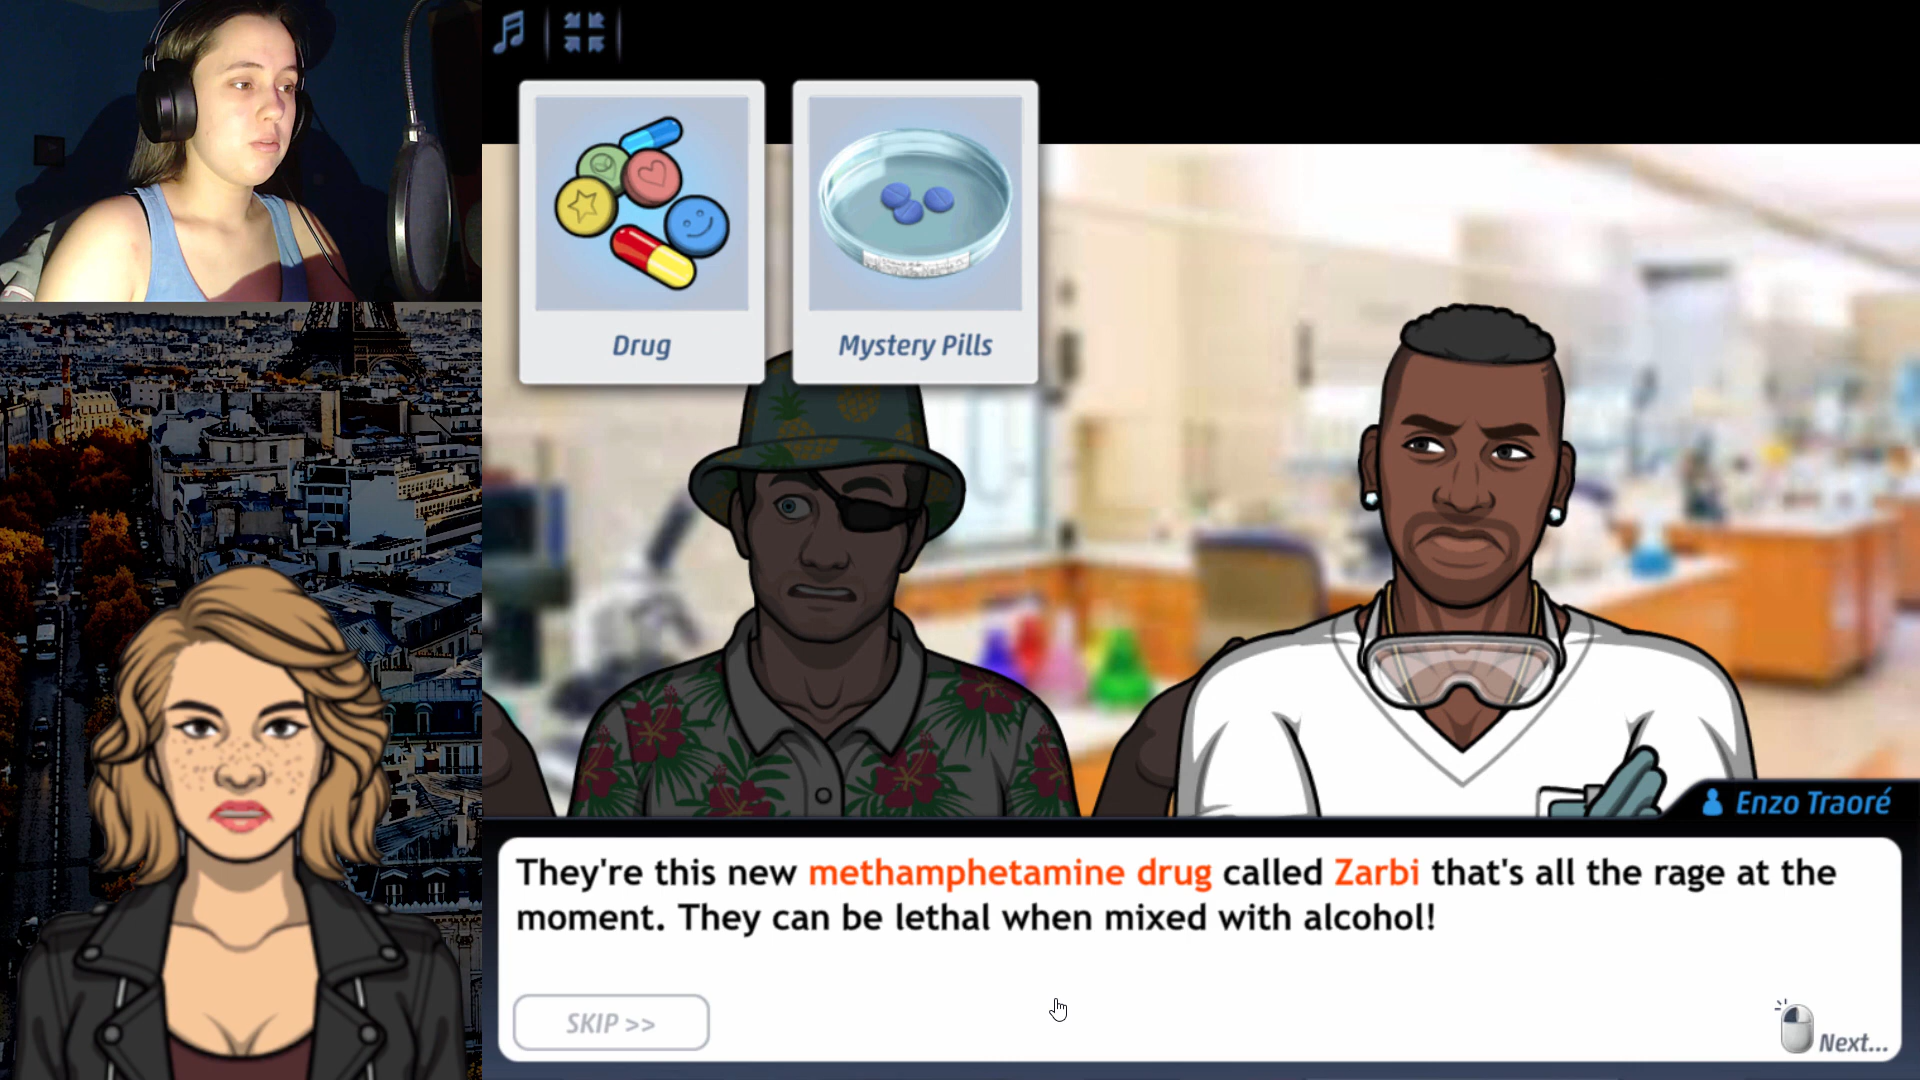 Drug
Mystery Pills
Enzo Traoré
They're this new methamphetamine drug called Zarbi that's all the rage at the
moment. They can be lethal when mixed with alcohol!
SKIP >>
Next...